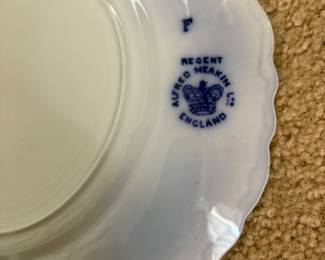 F
REGENT
ALFRED MEAKIN LTD
ENGLAND